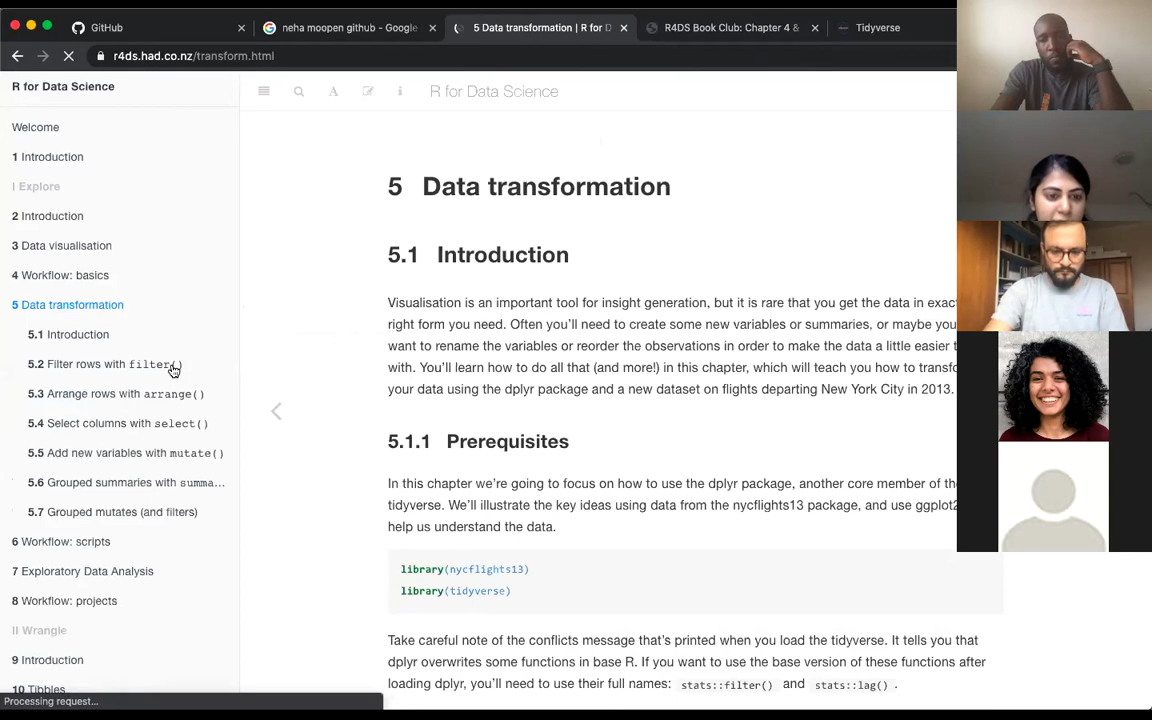 GitHub
neha moopen github - Google
5 Data transformation | R for D
R4DS Book Club: Chapter 4 &
Tidyverse
r4ds.had.co.nz/transform.html
R for Data Science
Welcome
1 Introduction
I Explore
2 Introduction
3 Data visualisation
4 Workflow: basics
5 Data transformation
5.1 Introduction
5.2 Filter rows with filter()
5.3 Arrange rows with arrange()
5.4 Select columns with select()
5.5 Add new variables with mutate()
5.6 Grouped summaries with summa...
5.7 Grouped mutates (and filters)
6 Workflow: scripts
7 Exploratory Data Analysis
8 Workflow: projects
II Wrangle
9 Introduction
10 Tibbles
Processing request...
R for Data Science
5 Data transformation
5.1 Introduction
Visualisation is an important tool for insight generation, but it is rare that you get the data in exac
right form you need. Often you'll need to create some new variables or summaries, or maybe you
want to rename the variables or reorder the observations in order to make the data a little easier t
with. You'll learn how to do all that (and more!) in this chapter, which will teach you how to transfo
your data using the dplyr package and a new dataset on flights departing New York City in 2013.
5.1.1 Prerequisites
In this chapter we're going to focus on how to use the dplyr package, another core member of the
tidyverse. We'll illustrate the key ideas using data from the nycflights13 package, and use ggplot2
help us understand the data.
library(nycflights13)
library(tidyverse)
Take careful note of the conflicts message that's printed when you load the tidyverse. It tells you that
dplyr overwrites some functions in base R. If you want to use the base version of these functions after
loading dplyr, you'll need to use their full names: stats::filter() and stats::lag() .